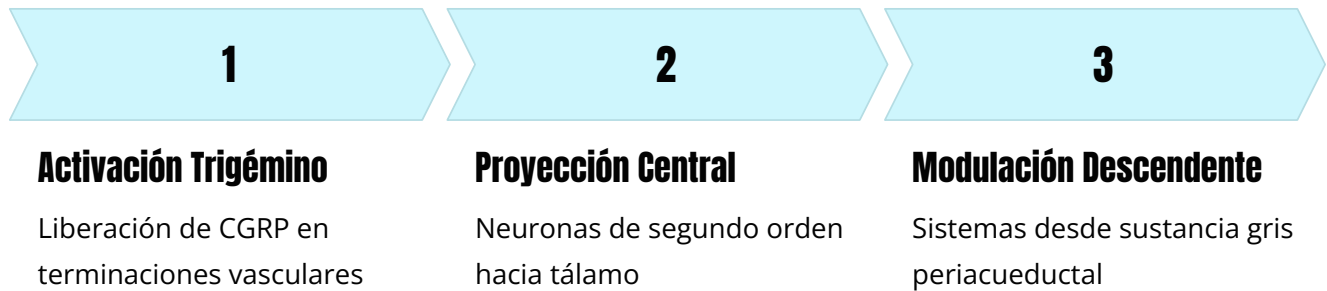 1
Activación Trigémino
Liberación de CGRP en
terminaciones vasculares
2
Proyección Central
Neuronas de segundo orden
hacia tálamo
3
Modulación Descendente
Sistemas desde sustancia gris
periacueductal